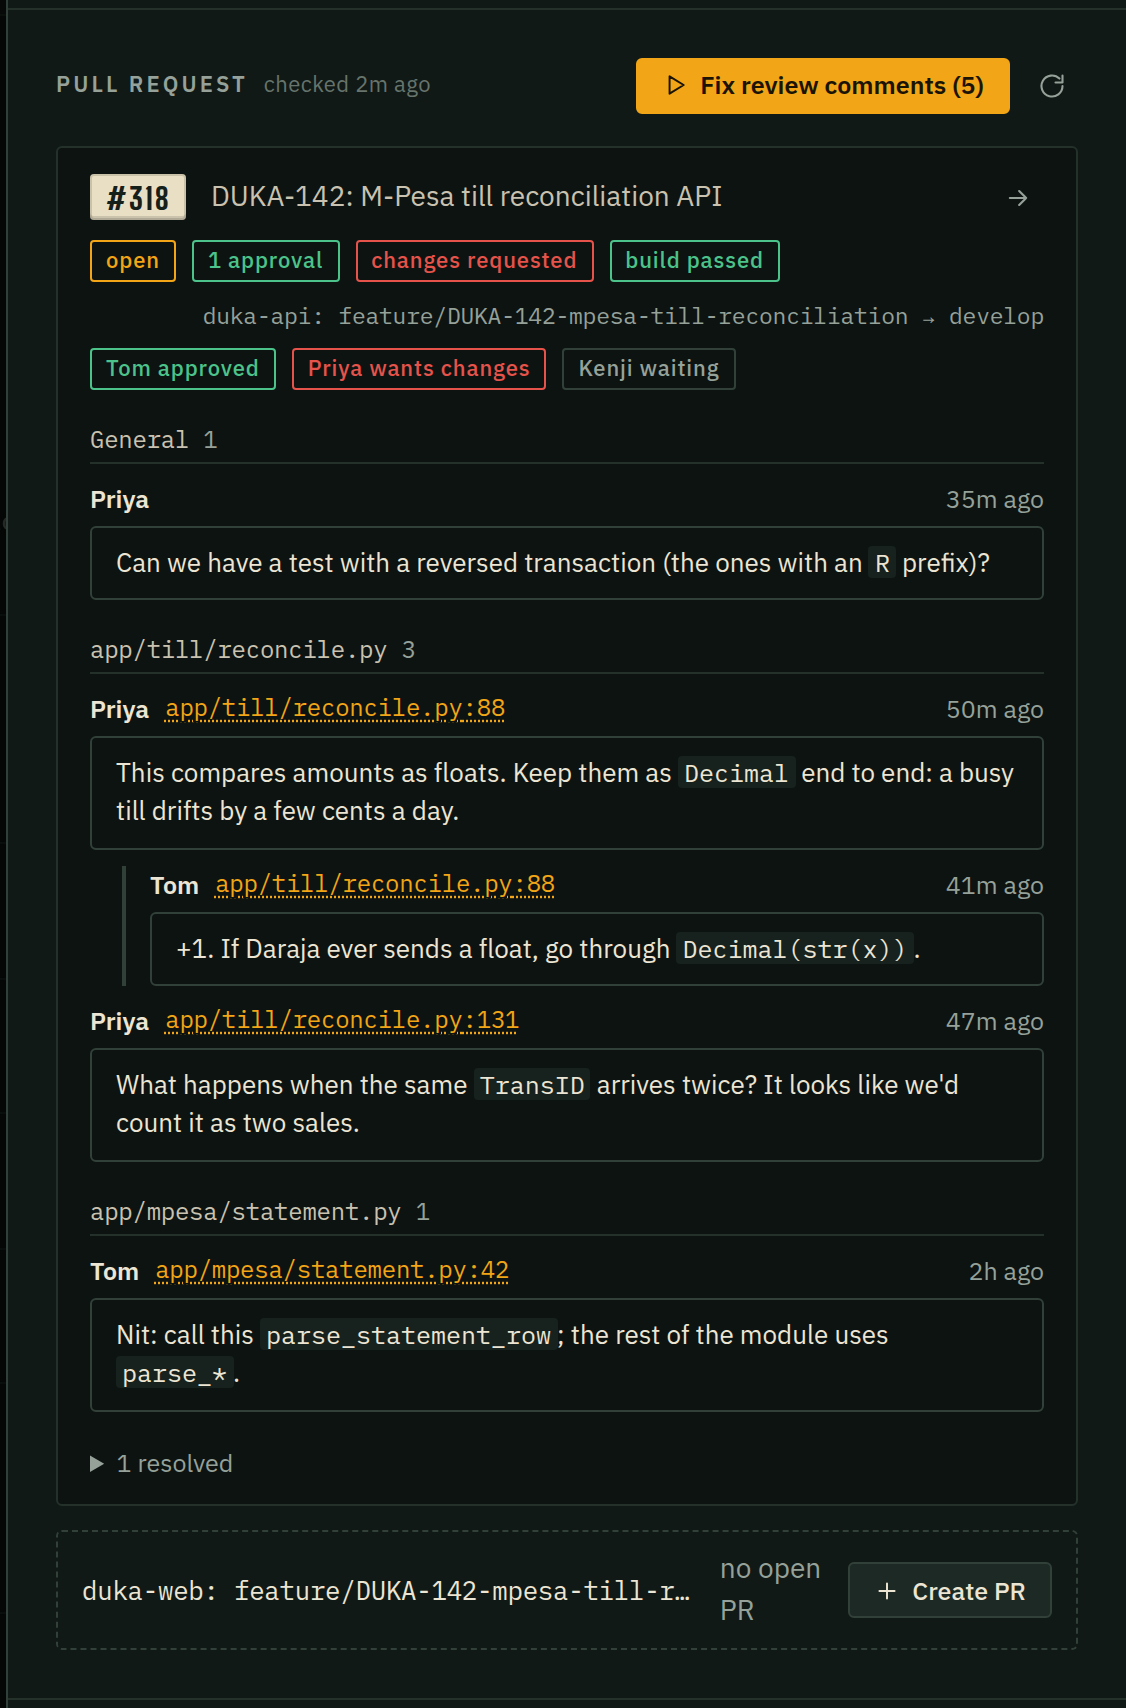 PULL REQUEST checked 2m ago
Fix review comments (5)
#318 DUKA-142: M-Pesa till reconciliation API →
open 1 approval changes requested build passed
duka-api: feature/DUKA-142-mpesa-till-reconciliation → develop
Tom approved Priya wants changes Kenji waiting
General 1
Priya 35m ago
Can we have a test with a reversed transaction (the ones with an R prefix)?
app/till/reconcile.py 3
Priya app/till/reconcile.py:88 50m ago
This compares amounts as floats. Keep them as Decimal end to end: a busy
till drifts by a few cents a day.
Tom app/till/reconcile.py:88 41m ago
+1. If Daraja ever sends a float, go through Decimal(str(x)).
Priya app/till/reconcile.py:131 47m ago
What happens when the same TransID arrives twice? It looks like we'd
count it as two sales.
app/mpesa/statement.py 1
Tom app/mpesa/statement.py:42 2h ago
Nit: call this parse_statement_row; the rest of the module uses
parse_*.
▶ 1 resolved
duka-web: feature/DUKA-142-mpesa-till-r…
no open
PR
+ Create PR